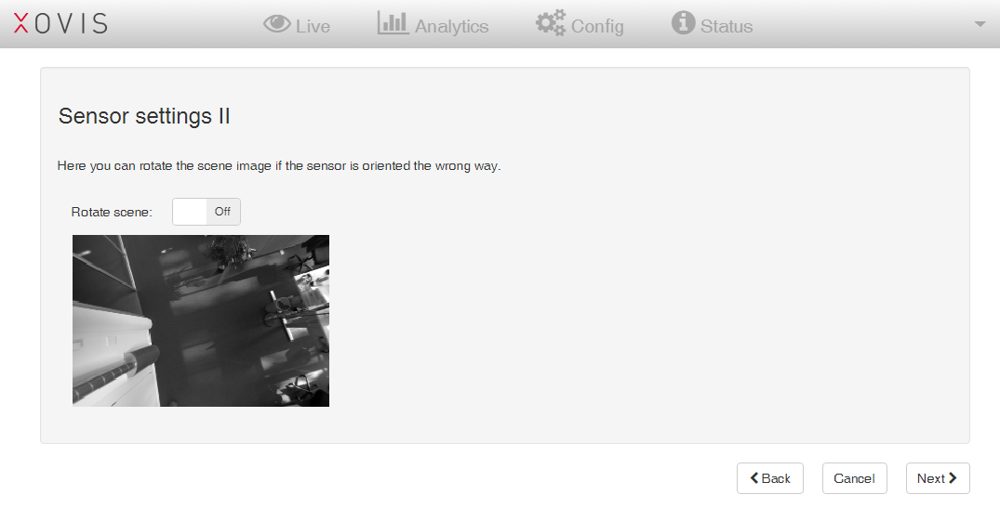 XOVIS Live Analytics Config Status
Sensor settings II
Here you can rotate the scene image if the sensor is oriented the wrong way.
Rotate scene: Off
Back Cancel Next